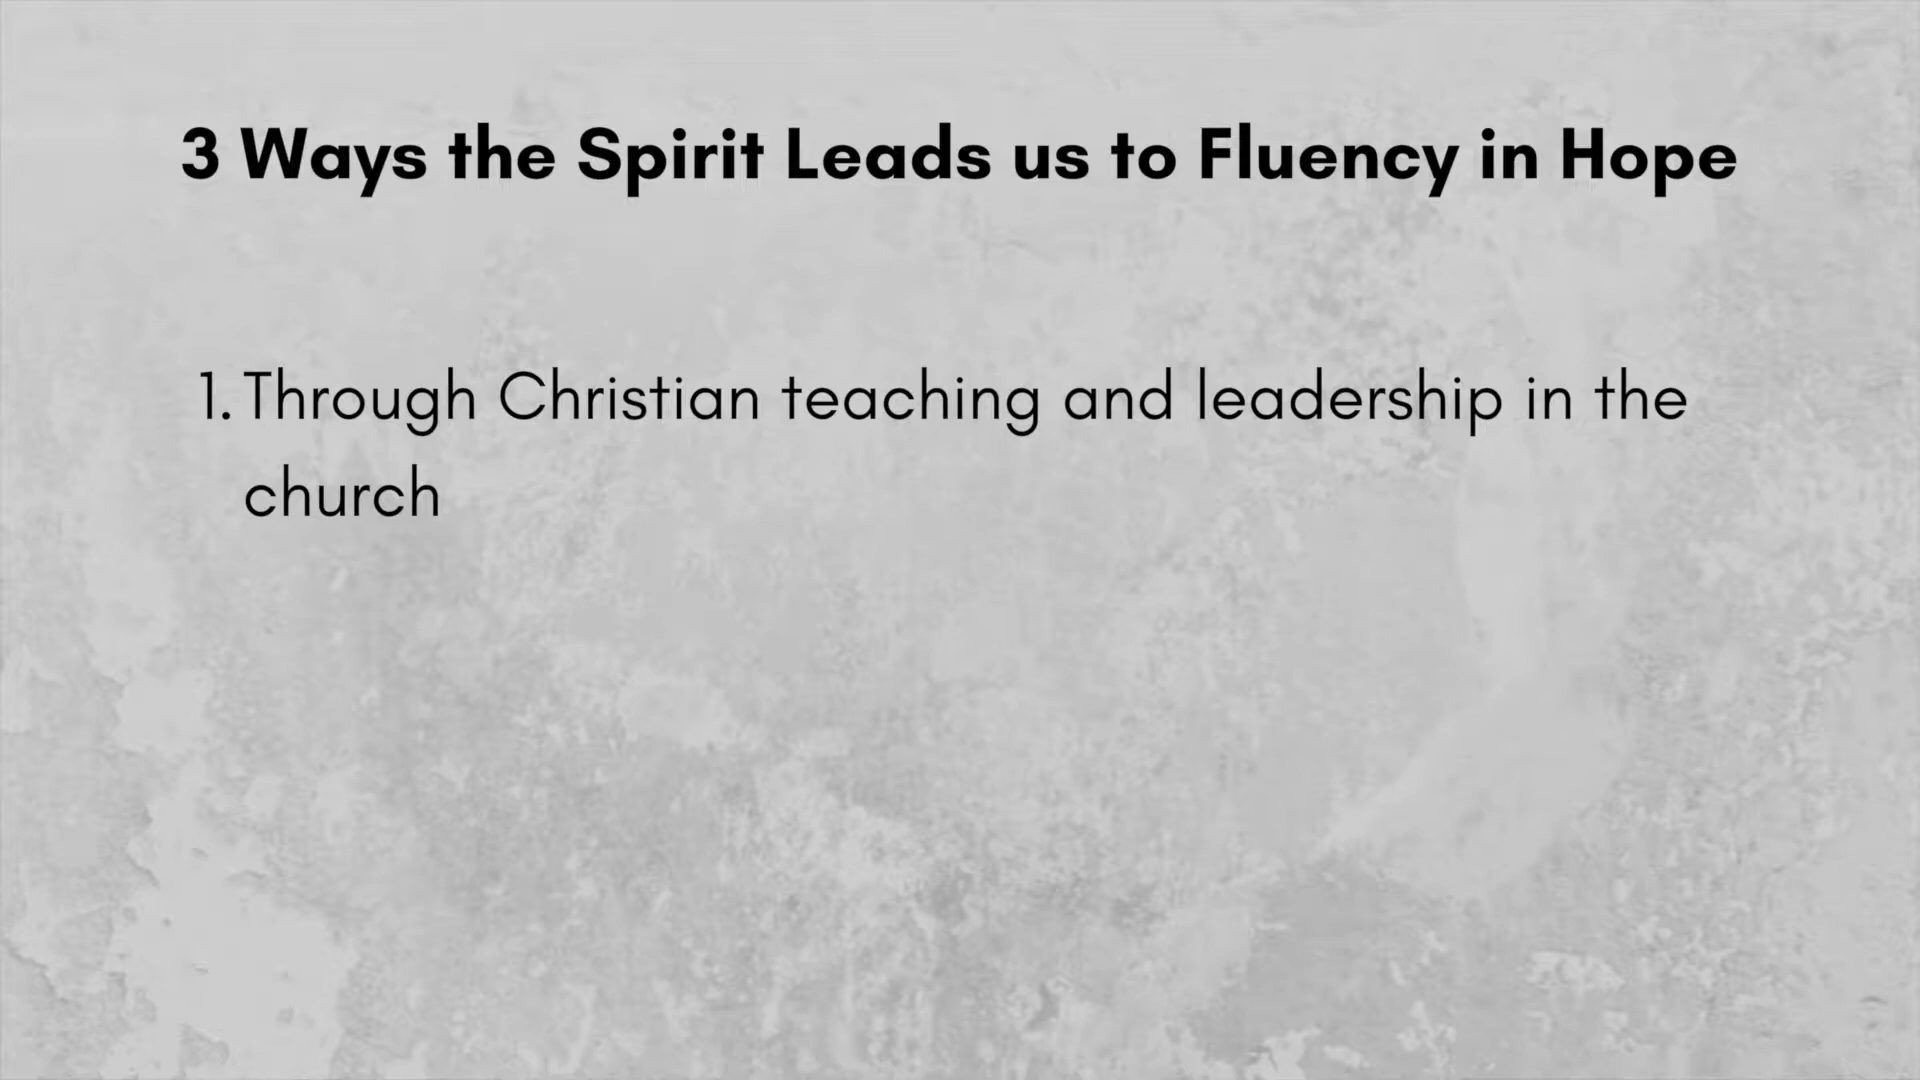 3 Ways the Spirit Leads us to Fluency in Hope
1. Through Christian teaching and leadership in the
church